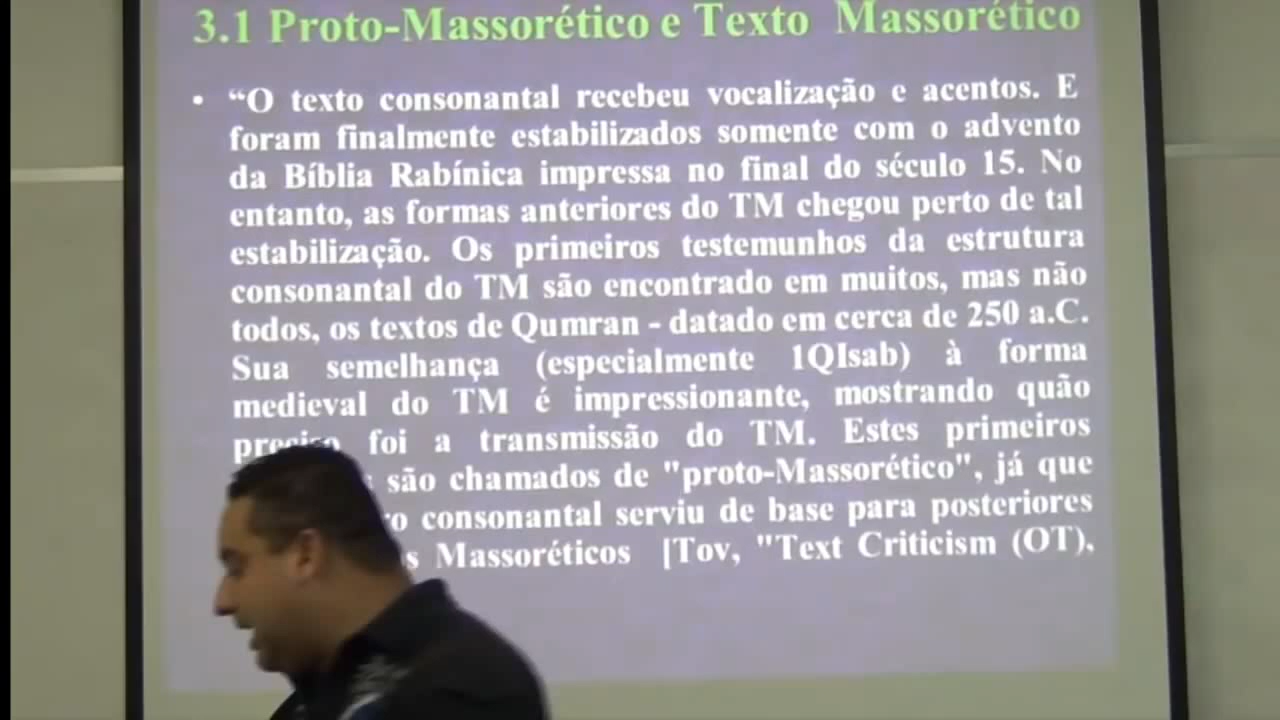 3.1 Proto-Massorético e Texto Massorético
• “O texto consonantal recebeu vocalização e acentos. E
foram finalmente estabilizados somente com o advento
da Bíblia Rabínica impressa no final do século 15. No
entanto, as formas anteriores do TM chegou perto de tal
estabilização. Os primeiros testemunhos da estrutura
consonantal do TM são encontrado em muitos, mas não
todos, os textos de Qumran - datado em cerca de 250 a.C.
Sua semelhança (especialmente 1QIsab) à forma
medieval do TM é impressionante, mostrando quão
foi a transmissão do TM. Estes primeiros
são chamados de "proto-Massorético", já que
consonantal serviu de base para posteriores
Massoréticos [Tov, "Text Criticism (OT),